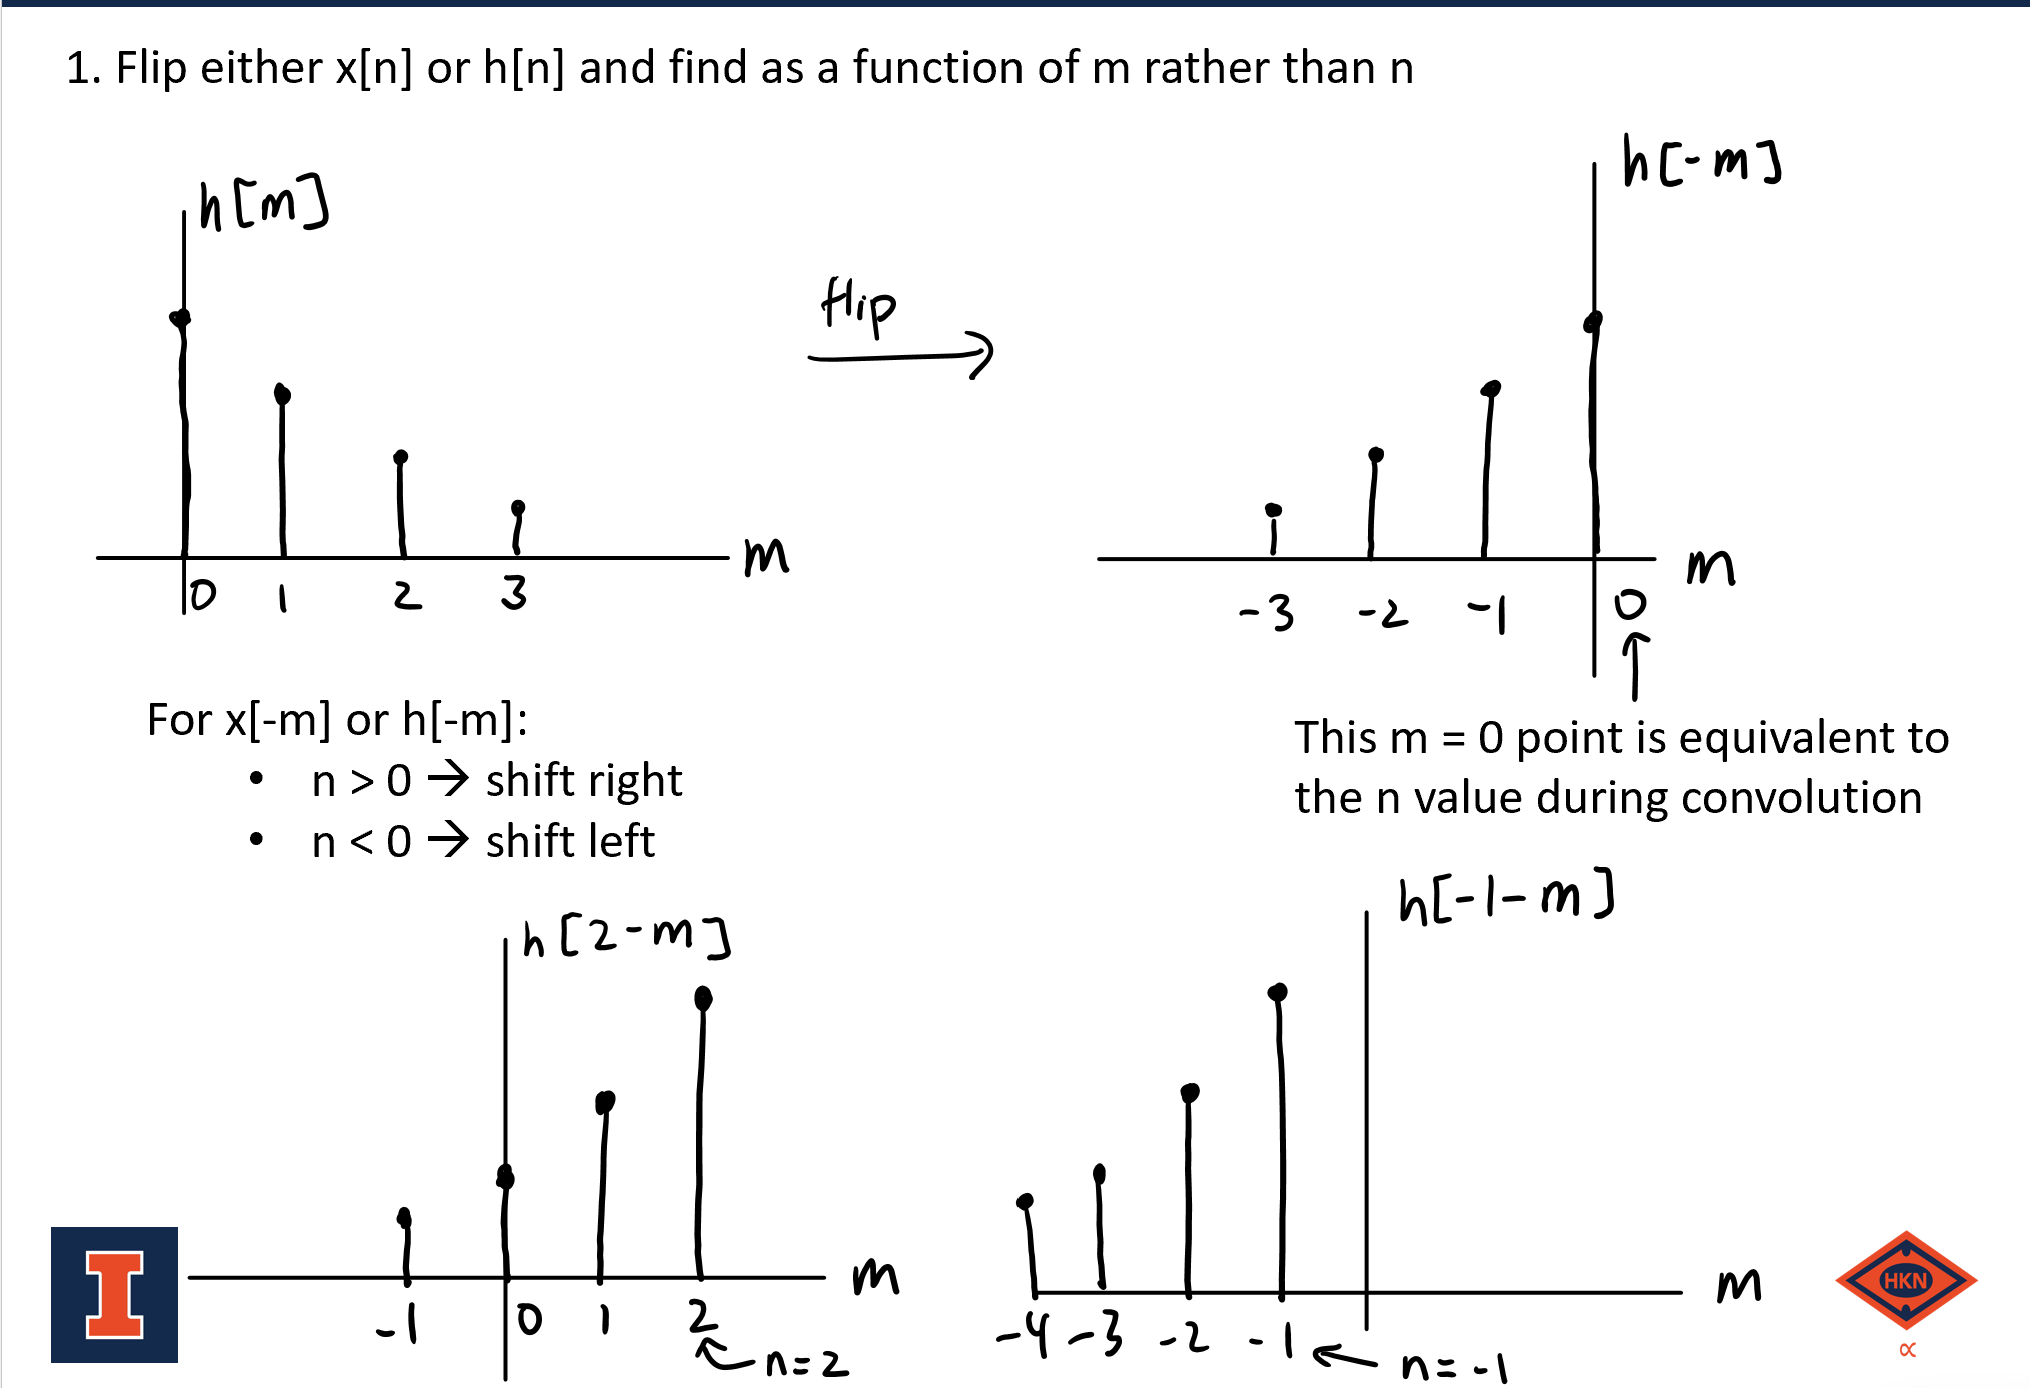 1. Flip either x[n] or h[n] and find as a function of m rather than n
h[m]
flip
0 1 2 3 m
h[-m]
-3 -2 -1 0 m
For x[-m] or h[-m]:
• n > 0 → shift right
• n < 0 → shift left
This m = 0 point is equivalent to
the n value during convolution
h[2-m]
-1 0 1 2 m
n=2
h[-1-m]
-4 -3 -2 -1 m
n=-1
I
HKN
∝